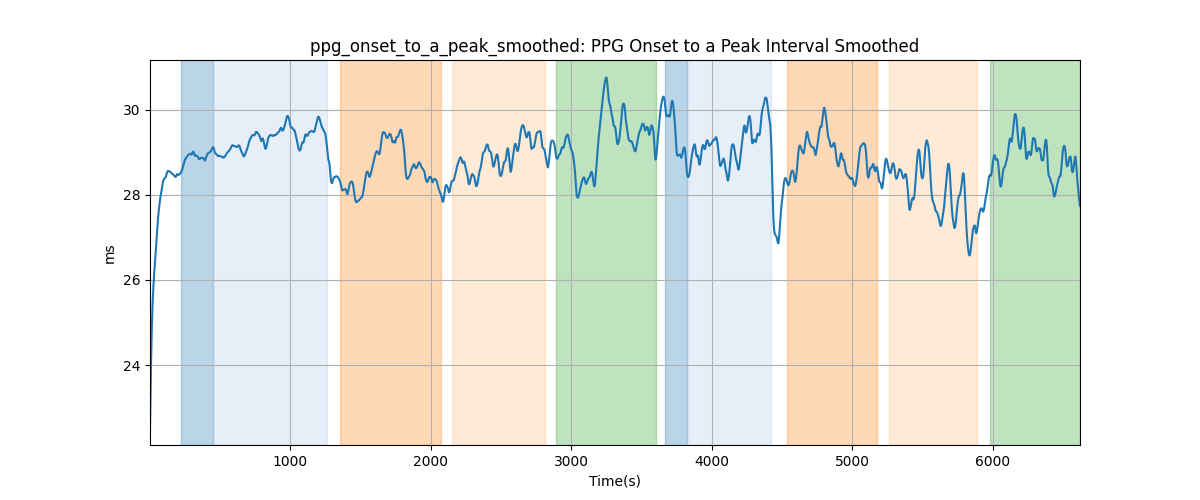 ppg_onset_to_a_peak_smoothed: PPG Onset to a Peak Interval Smoothed
30
28
26
24
ms
1000 2000 3000 4000 5000 6000
Time(s)